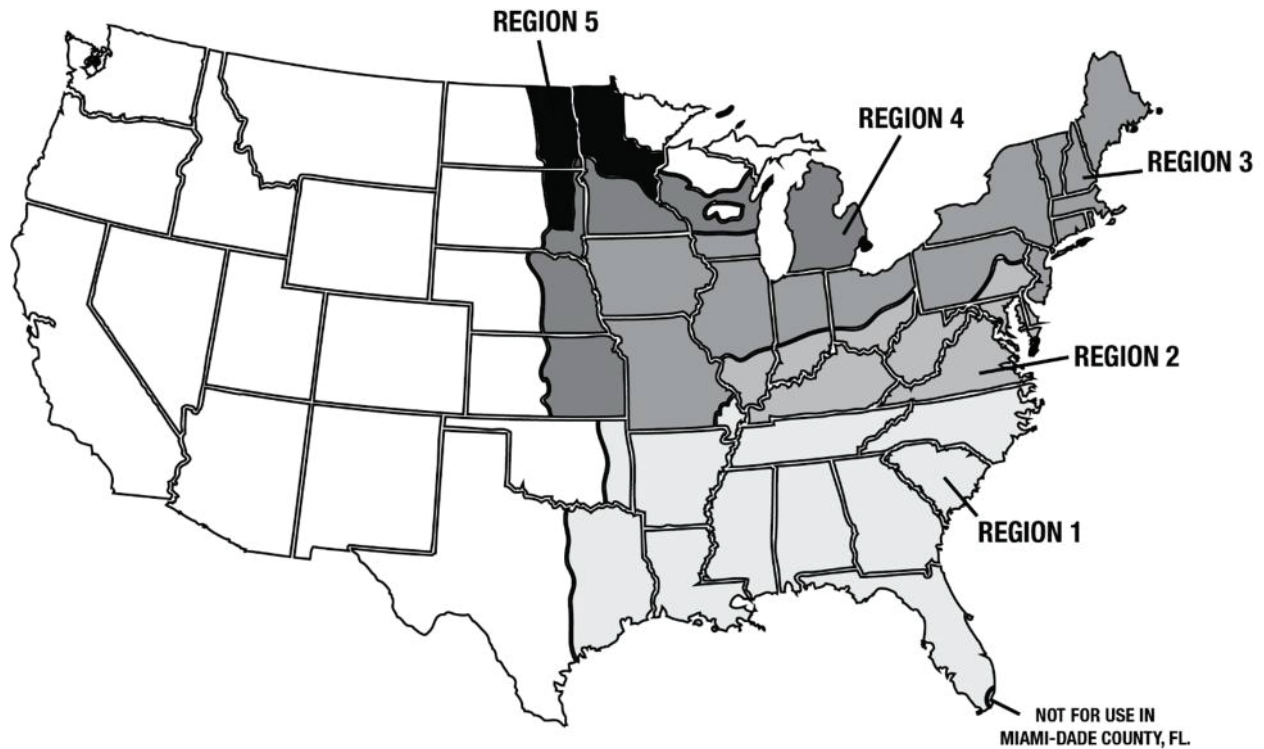 REGION 5
REGION 4
REGION 3
REGION 2
REGION 1
NOT FOR USE IN
MIAMI-DADE COUNTY, FL.